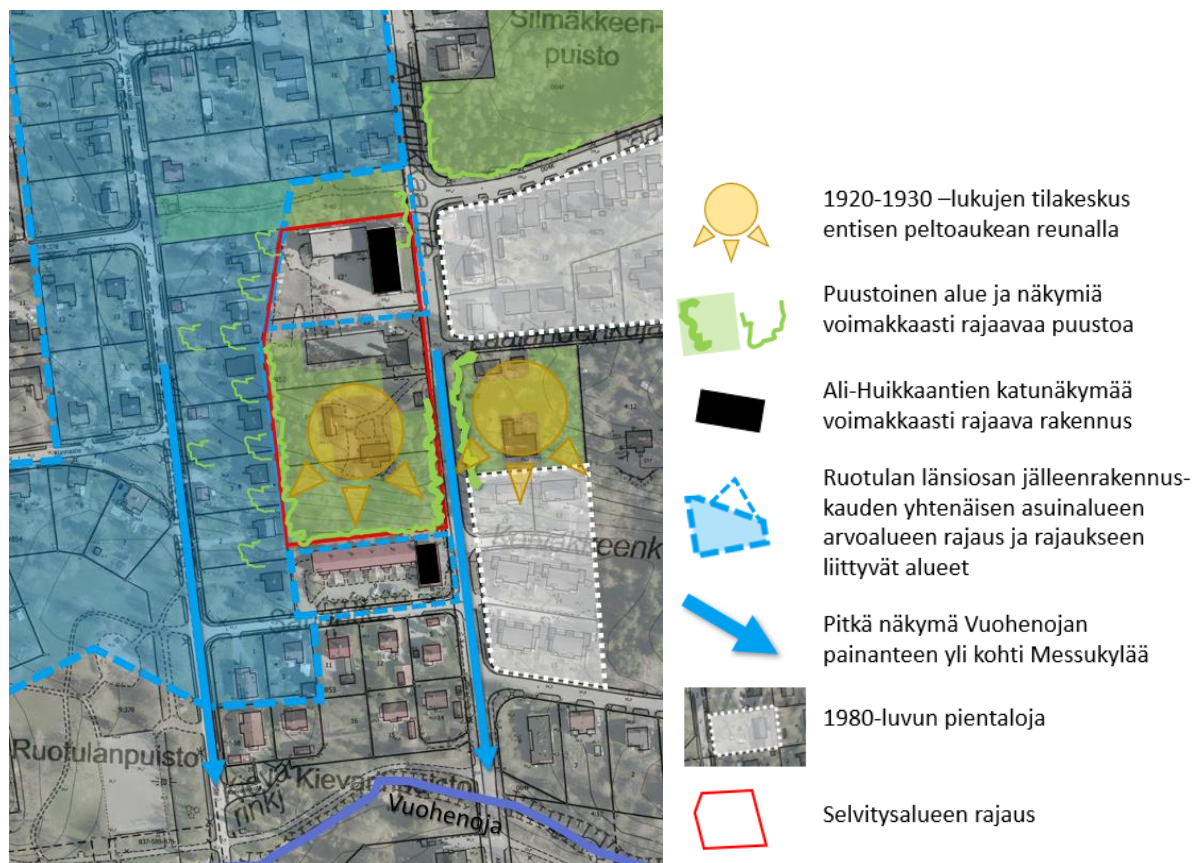 Silmäkkeen-
puisto
puisto
Ruotulanpuisto
Vuohenoja
1920-1930 –lukujen tilakeskus
entisen peltoaukean reunalla
Puustoinen alue ja näkymiä
voimakkaasti rajaavaa puustoa
Ali-Huikkaantien katunäkymää
voimakkaasti rajaava rakennus
Ruotulan länsiosan jälleenrakennus-
kauden yhtenäisen asuinalueen
arvoalueen rajaus ja rajaukseen
liittyvät alueet
Pitkä näkymä Vuohenojan
painanteen yli kohti Messukylää
1980-luvun pientaloja
Selvitysalueen rajaus